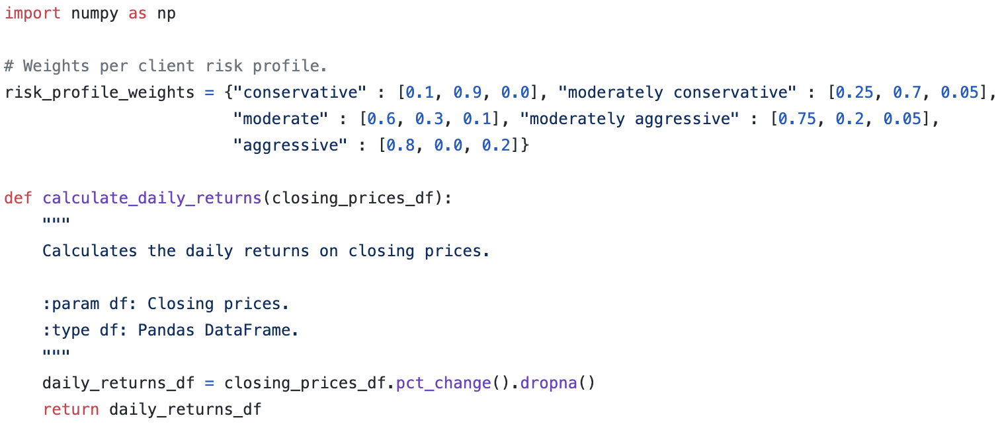 import numpy as np
# Weights per client risk profile.
risk_profile_weights = {"conservative" : [0.1, 0.9, 0.0], "moderately conservative" : [0.25, 0.7, 0.05],
"moderate" : [0.6, 0.3, 0.1], "moderately aggressive" : [0.75, 0.2, 0.05],
"aggressive" : [0.8, 0.0, 0.2]}
def calculate_daily_returns(closing_prices_df):
"""
Calculates the daily returns on closing prices.
:param df: Closing prices.
:type df: Pandas DataFrame.
"""
daily_returns_df = closing_prices_df.pct_change().dropna()
return daily_returns_df